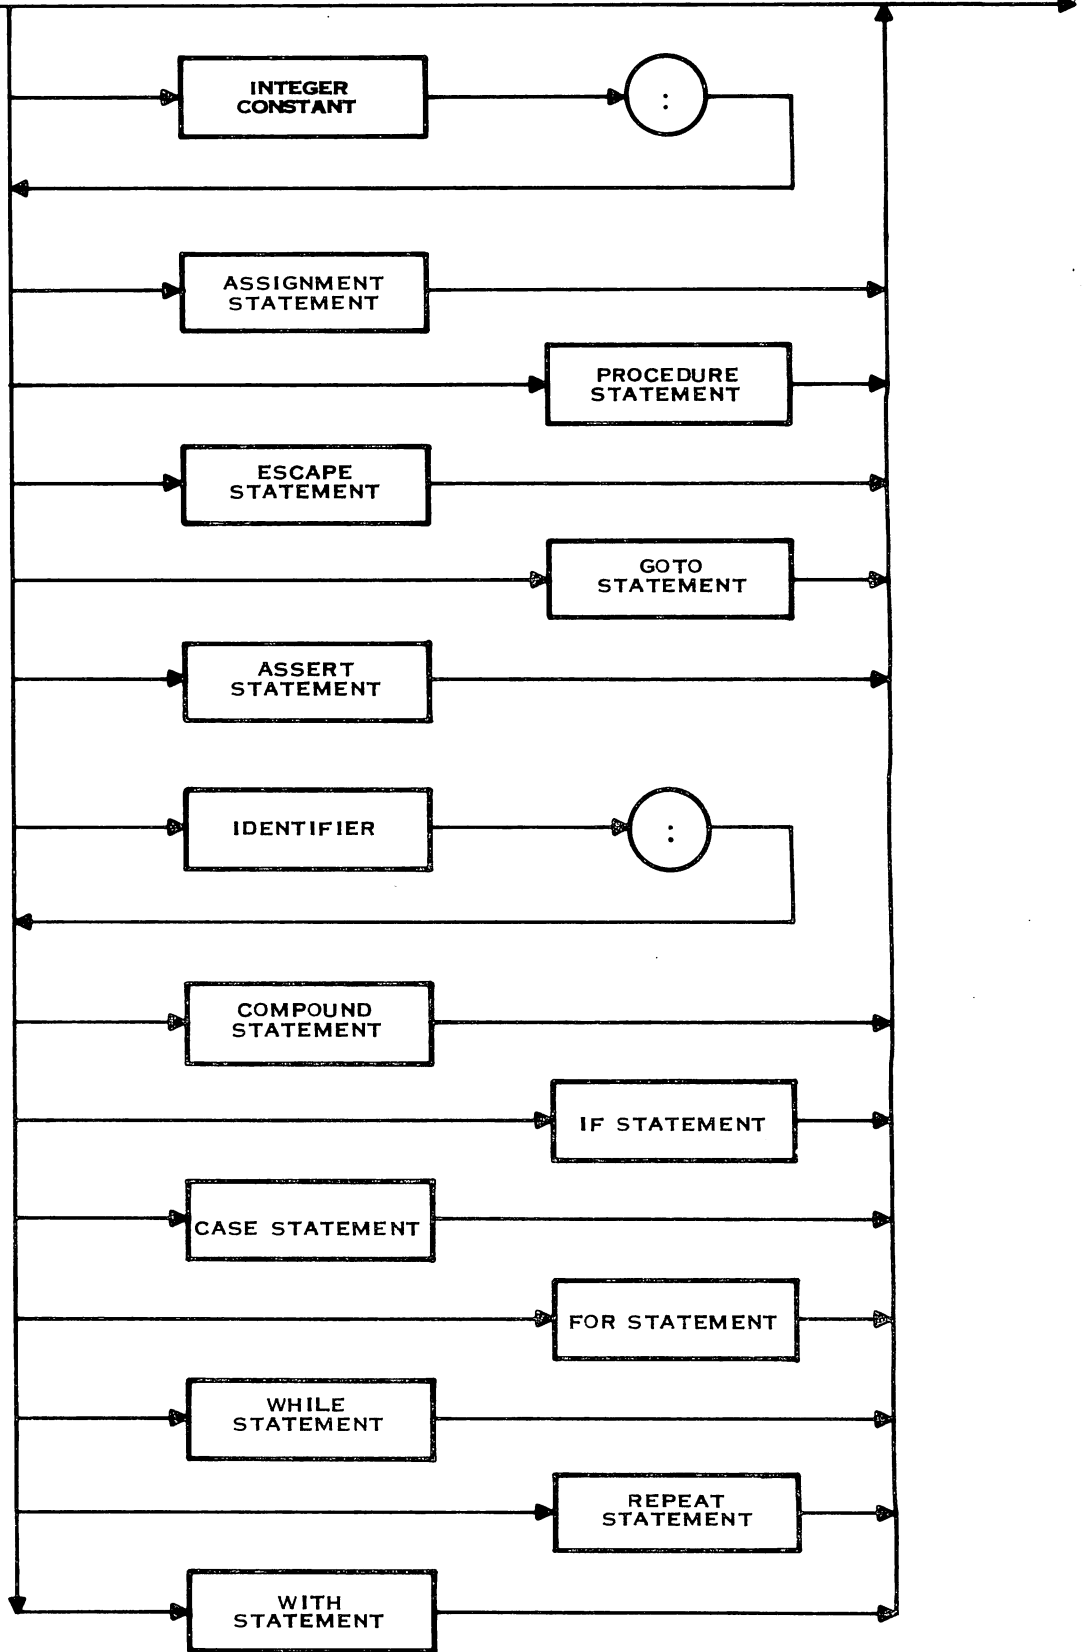 INTEGER
CONSTANT
:
ASSIGNMENT
STATEMENT
PROCEDURE
STATEMENT
ESCAPE
STATEMENT
GOTO
STATEMENT
ASSERT
STATEMENT
IDENTIFIER
:
COMPOUND
STATEMENT
IF STATEMENT
CASE STATEMENT
FOR STATEMENT
WHILE
STATEMENT
REPEAT
STATEMENT
WITH
STATEMENT